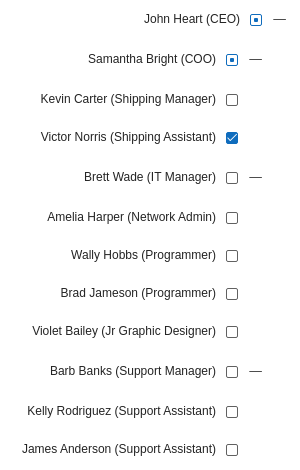 John Heart (CEO)
Samantha Bright (COO)
Kevin Carter (Shipping Manager)
Victor Norris (Shipping Assistant)
Brett Wade (IT Manager)
Amelia Harper (Network Admin)
Wally Hobbs (Programmer)
Brad Jameson (Programmer)
Violet Bailey (Jr Graphic Designer)
Barb Banks (Support Manager)
Kelly Rodriguez (Support Assistant)
James Anderson (Support Assistant)